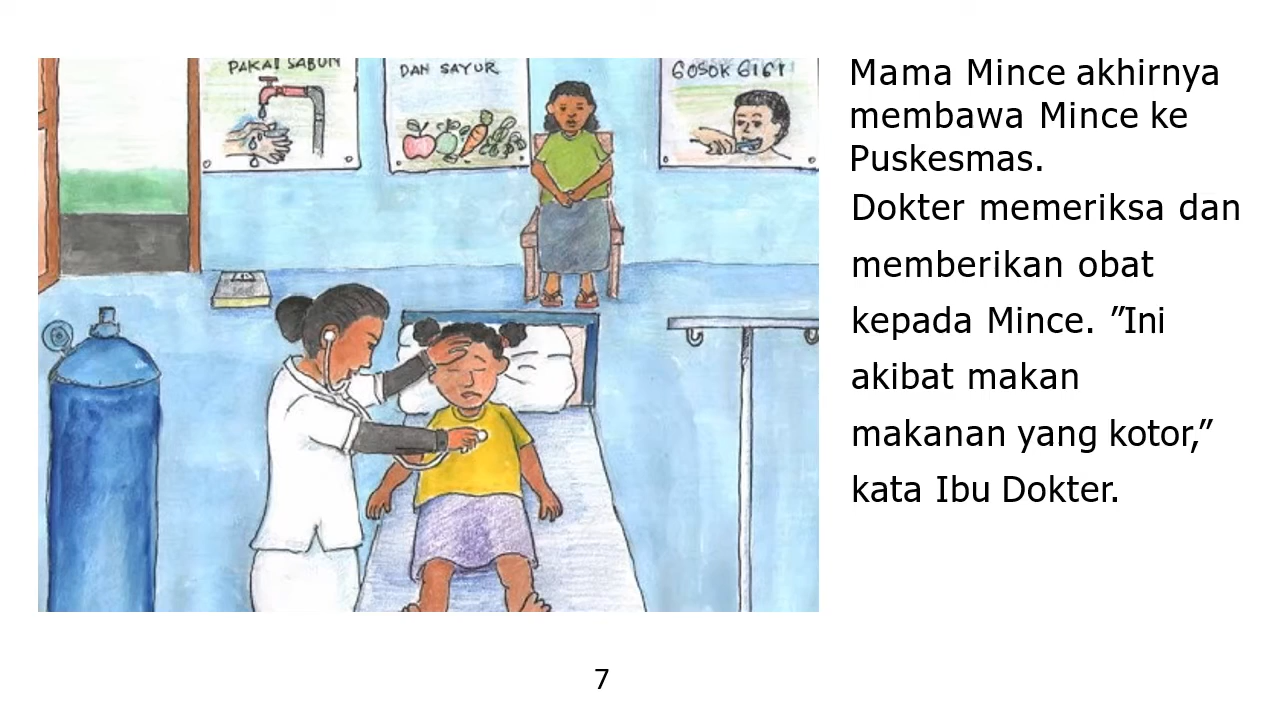 PAKAI SABUN
DAN SAYUR
GOSOK GIGI
Mama Mince akhirnya
membawa Mince ke
Puskesmas.
Dokter memeriksa dan
memberikan obat
kepada Mince. ”Ini
akibat makan
makanan yang kotor,”
kata Ibu Dokter.
7